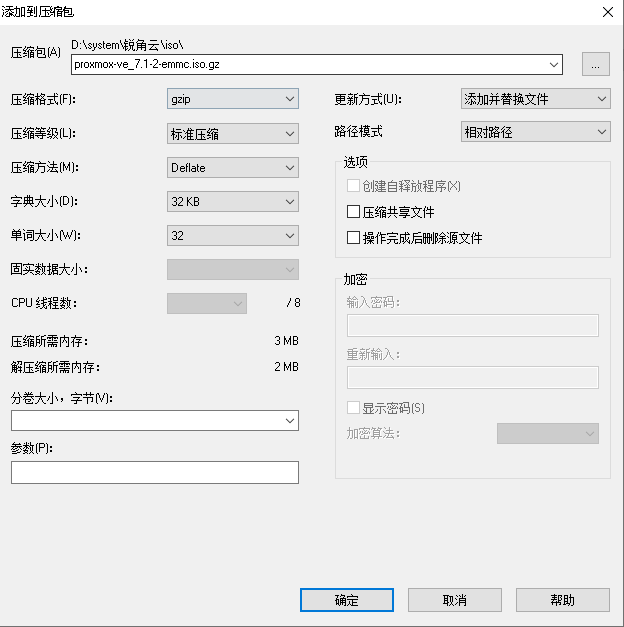 添加到压缩包
压缩包(A)
D:\system\锐角云\iso\
proxmox-ve_7.1-2-emmc.iso.gz
...
压缩格式(F):
gzip
压缩等级(L):
标准压缩
压缩方法(M):
Deflate
字典大小(D):
32 KB
单词大小(W):
32
固实数据大小:
CPU 线程数:
/ 8
压缩所需内存:
3 MB
解压缩所需内存:
2 MB
分卷大小，字节(V):
参数(P):
更新方式(U):
添加并替换文件
路径模式
相对路径
选项
创建自释放程序(X)
压缩共享文件
操作完成后删除源文件
加密
输入密码:
重新输入:
显示密码(S)
加密算法:
确定
取消
帮助